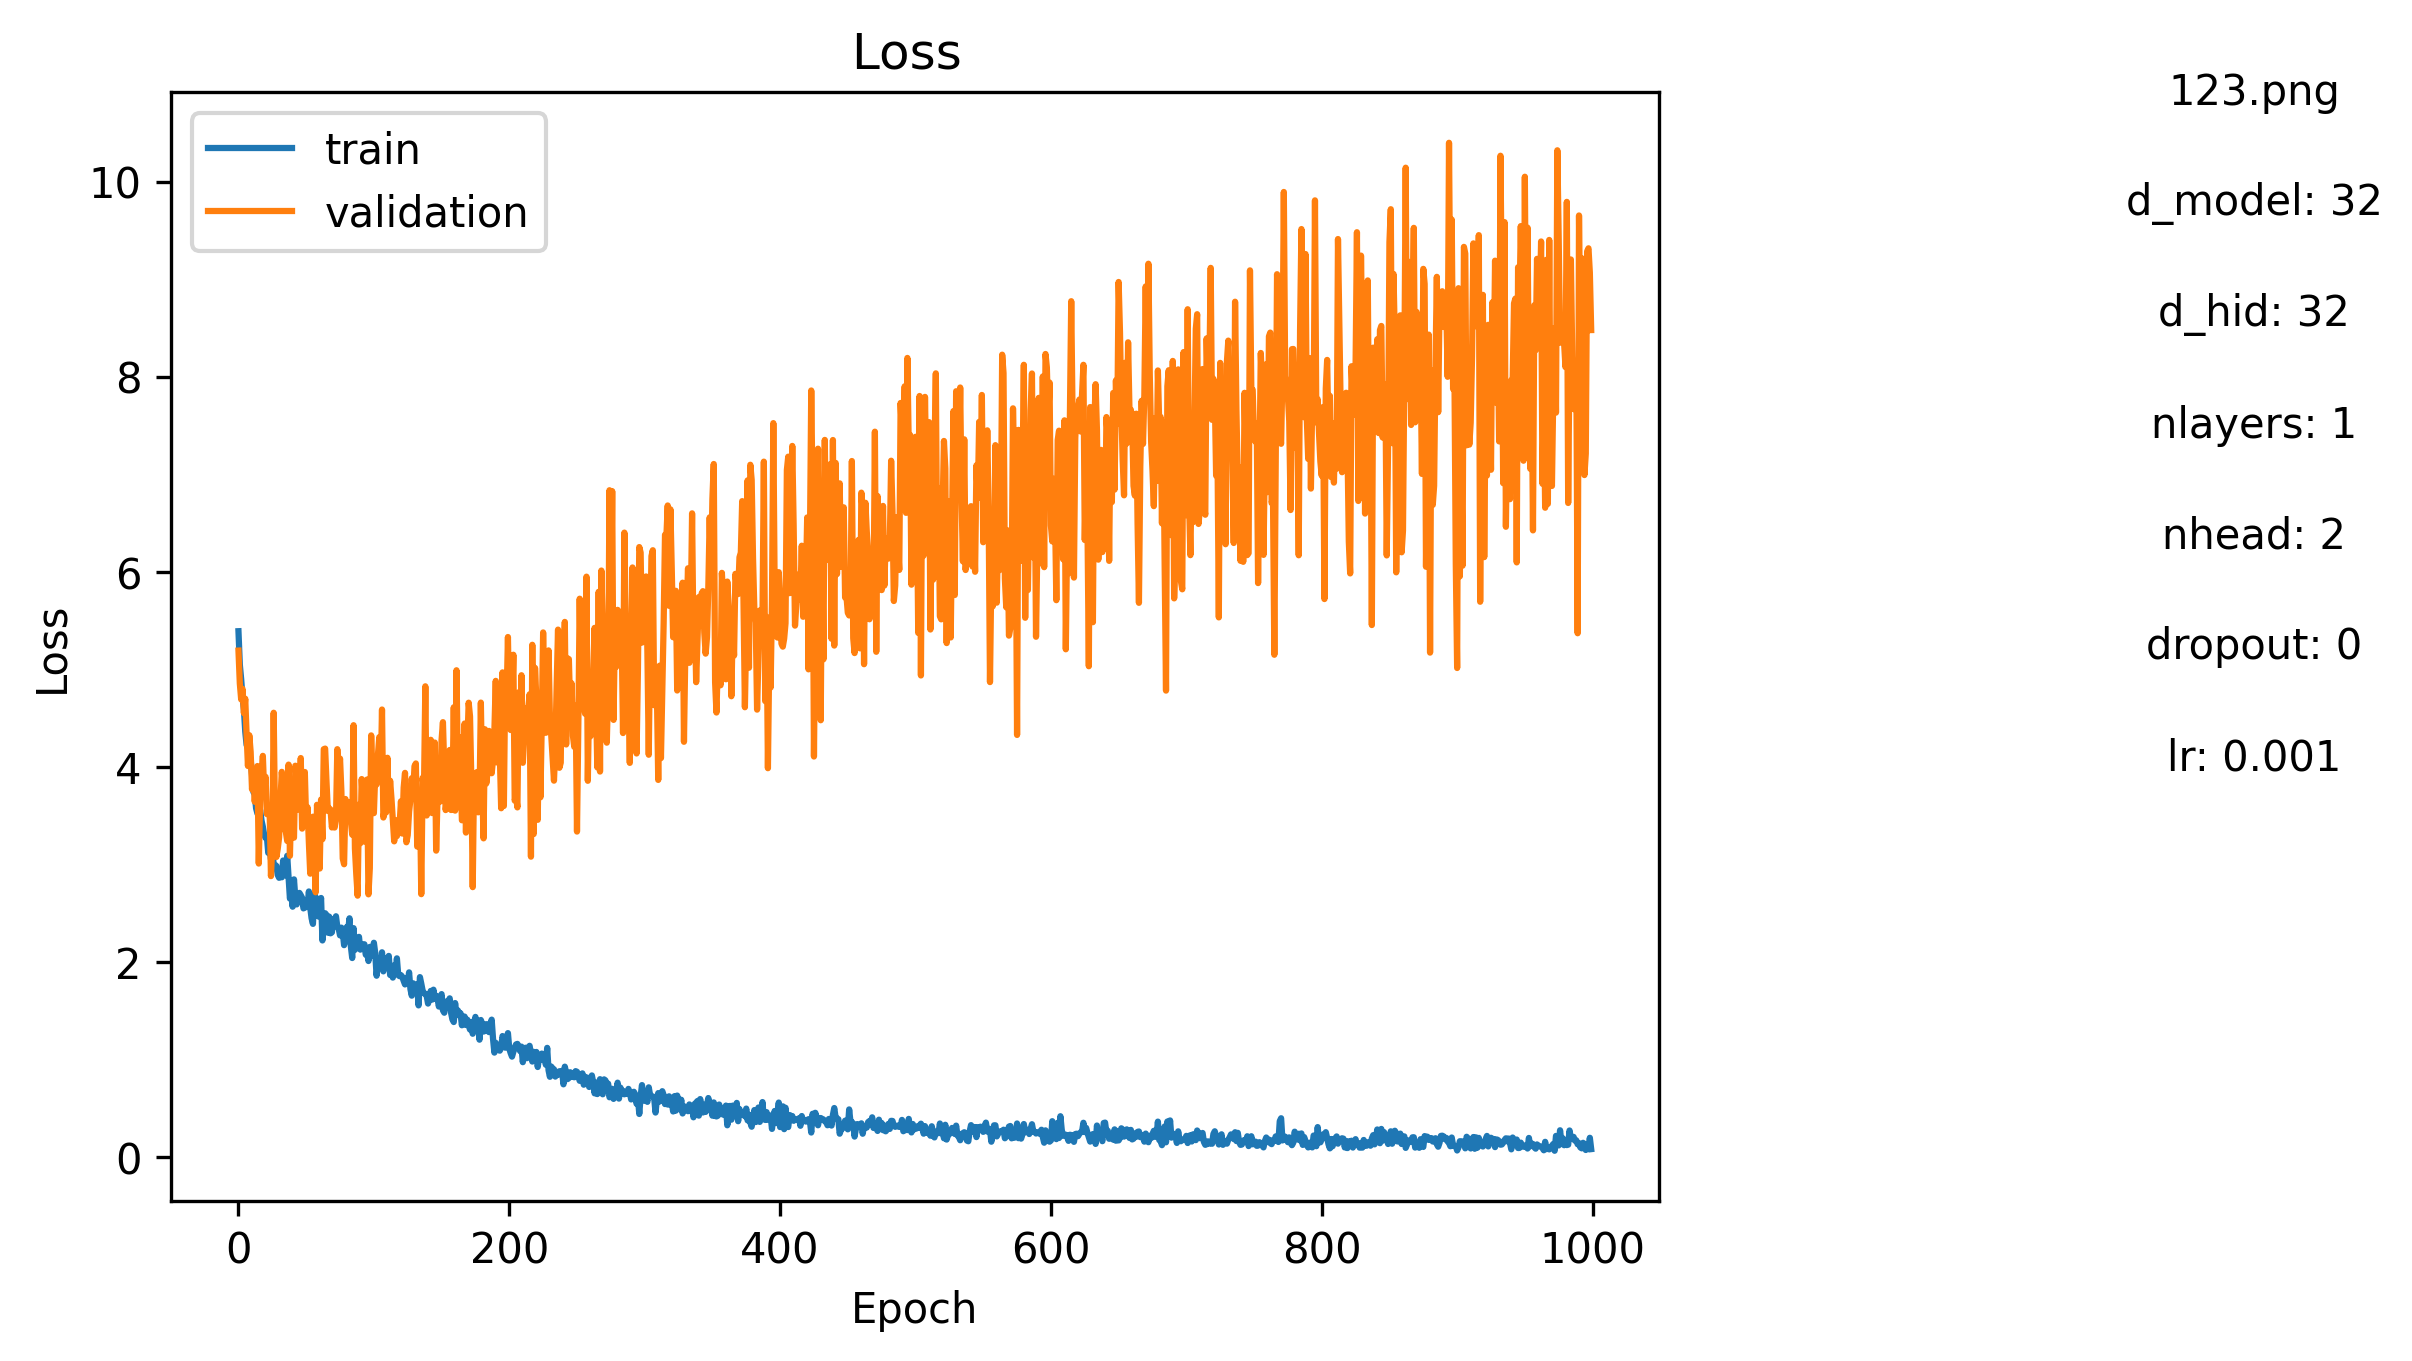 Loss
train
validation
10
8
6
4
2
0
Loss
0 200 400 600 800 1000
Epoch
123.png
d_model: 32
d_hid: 32
nlayers: 1
nhead: 2
dropout: 0
lr: 0.001